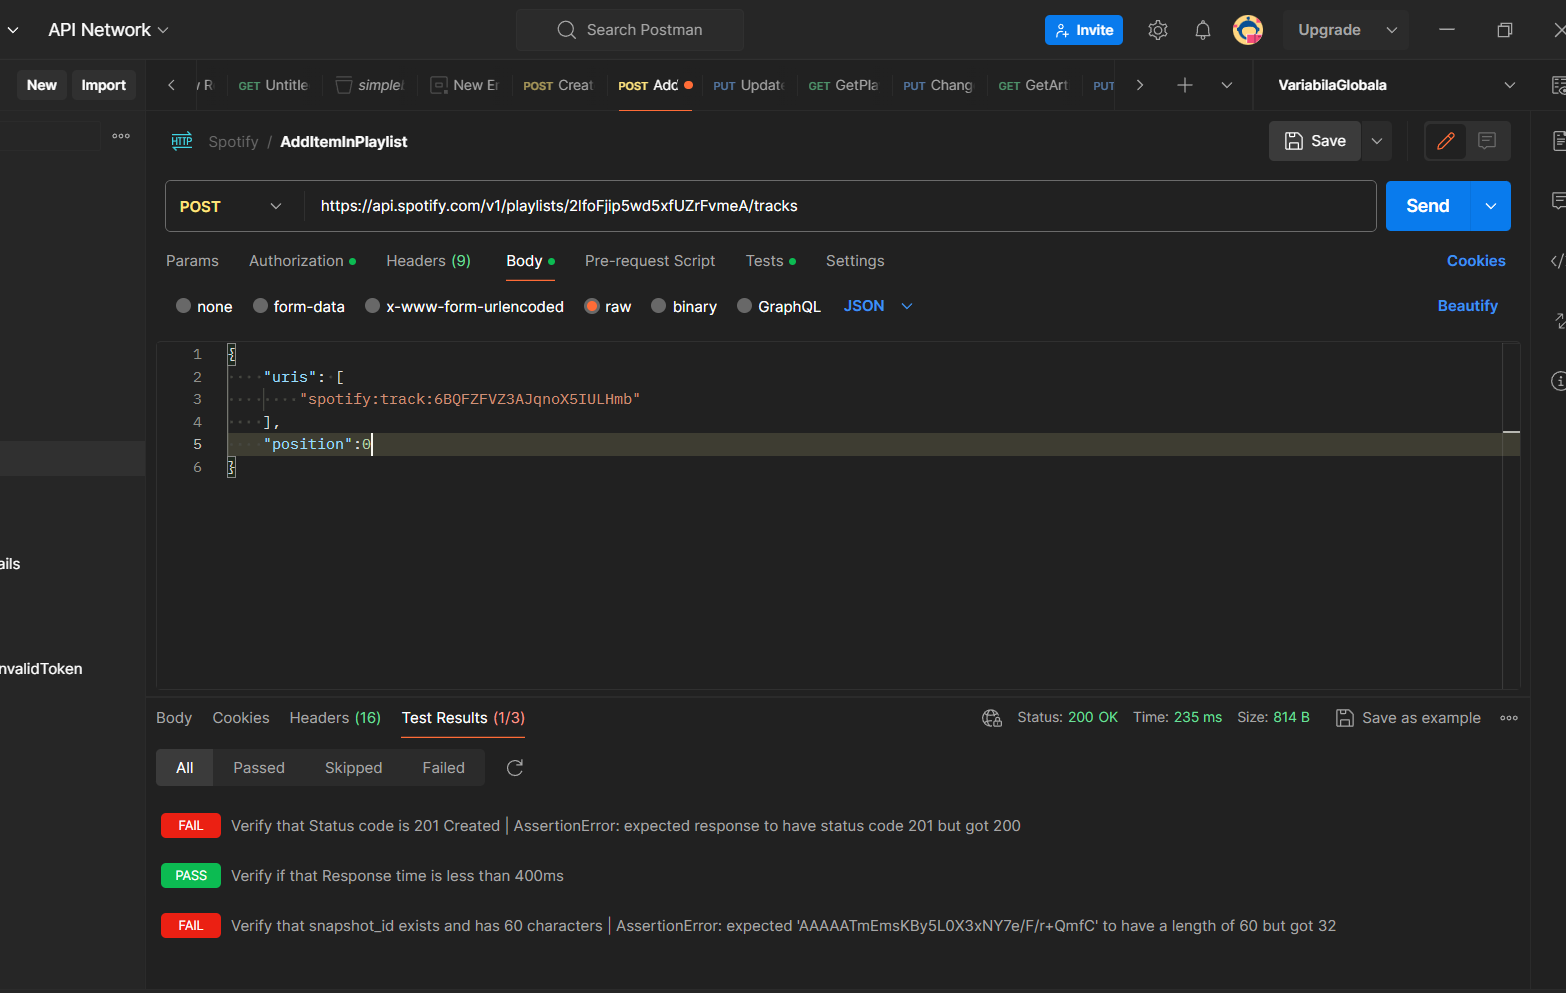 API Network
Search Postman
Invite
Upgrade
New
Import
GET Untitle
simple
New Er
POST Creat
POST Add
PUT Update
GET GetPla
PUT Chang
GET GetArt
PUT
VariabilaGlobala
HTTP Spotify / AddItemInPlaylist
Save
POST
https://api.spotify.com/v1/playlists/2lfoFjip5wd5xfUZrFvmeA/tracks
Send
Params
Authorization
Headers (9)
Body
Pre-request Script
Tests
Settings
Cookies
none
form-data
x-www-form-urlencoded
raw
binary
GraphQL
JSON
Beautify
1 {
2 "uris": [
3 "spotify:track:6BQFZFVZ3AJqnoX5IULHmb"
4 ],
5 "position":0
6 }
ails
nvalidToken
Body
Cookies
Headers (16)
Test Results (1/3)
Status: 200 OK
Time: 235 ms
Size: 814 B
Save as example
All
Passed
Skipped
Failed
FAIL Verify that Status code is 201 Created | AssertionError: expected response to have status code 201 but got 200
PASS Verify if that Response time is less than 400ms
FAIL Verify that snapshot_id exists and has 60 characters | AssertionError: expected 'AAAAATmEmsKBy5L0X3xNY7e/F/r+QmfC' to have a length of 60 but got 32